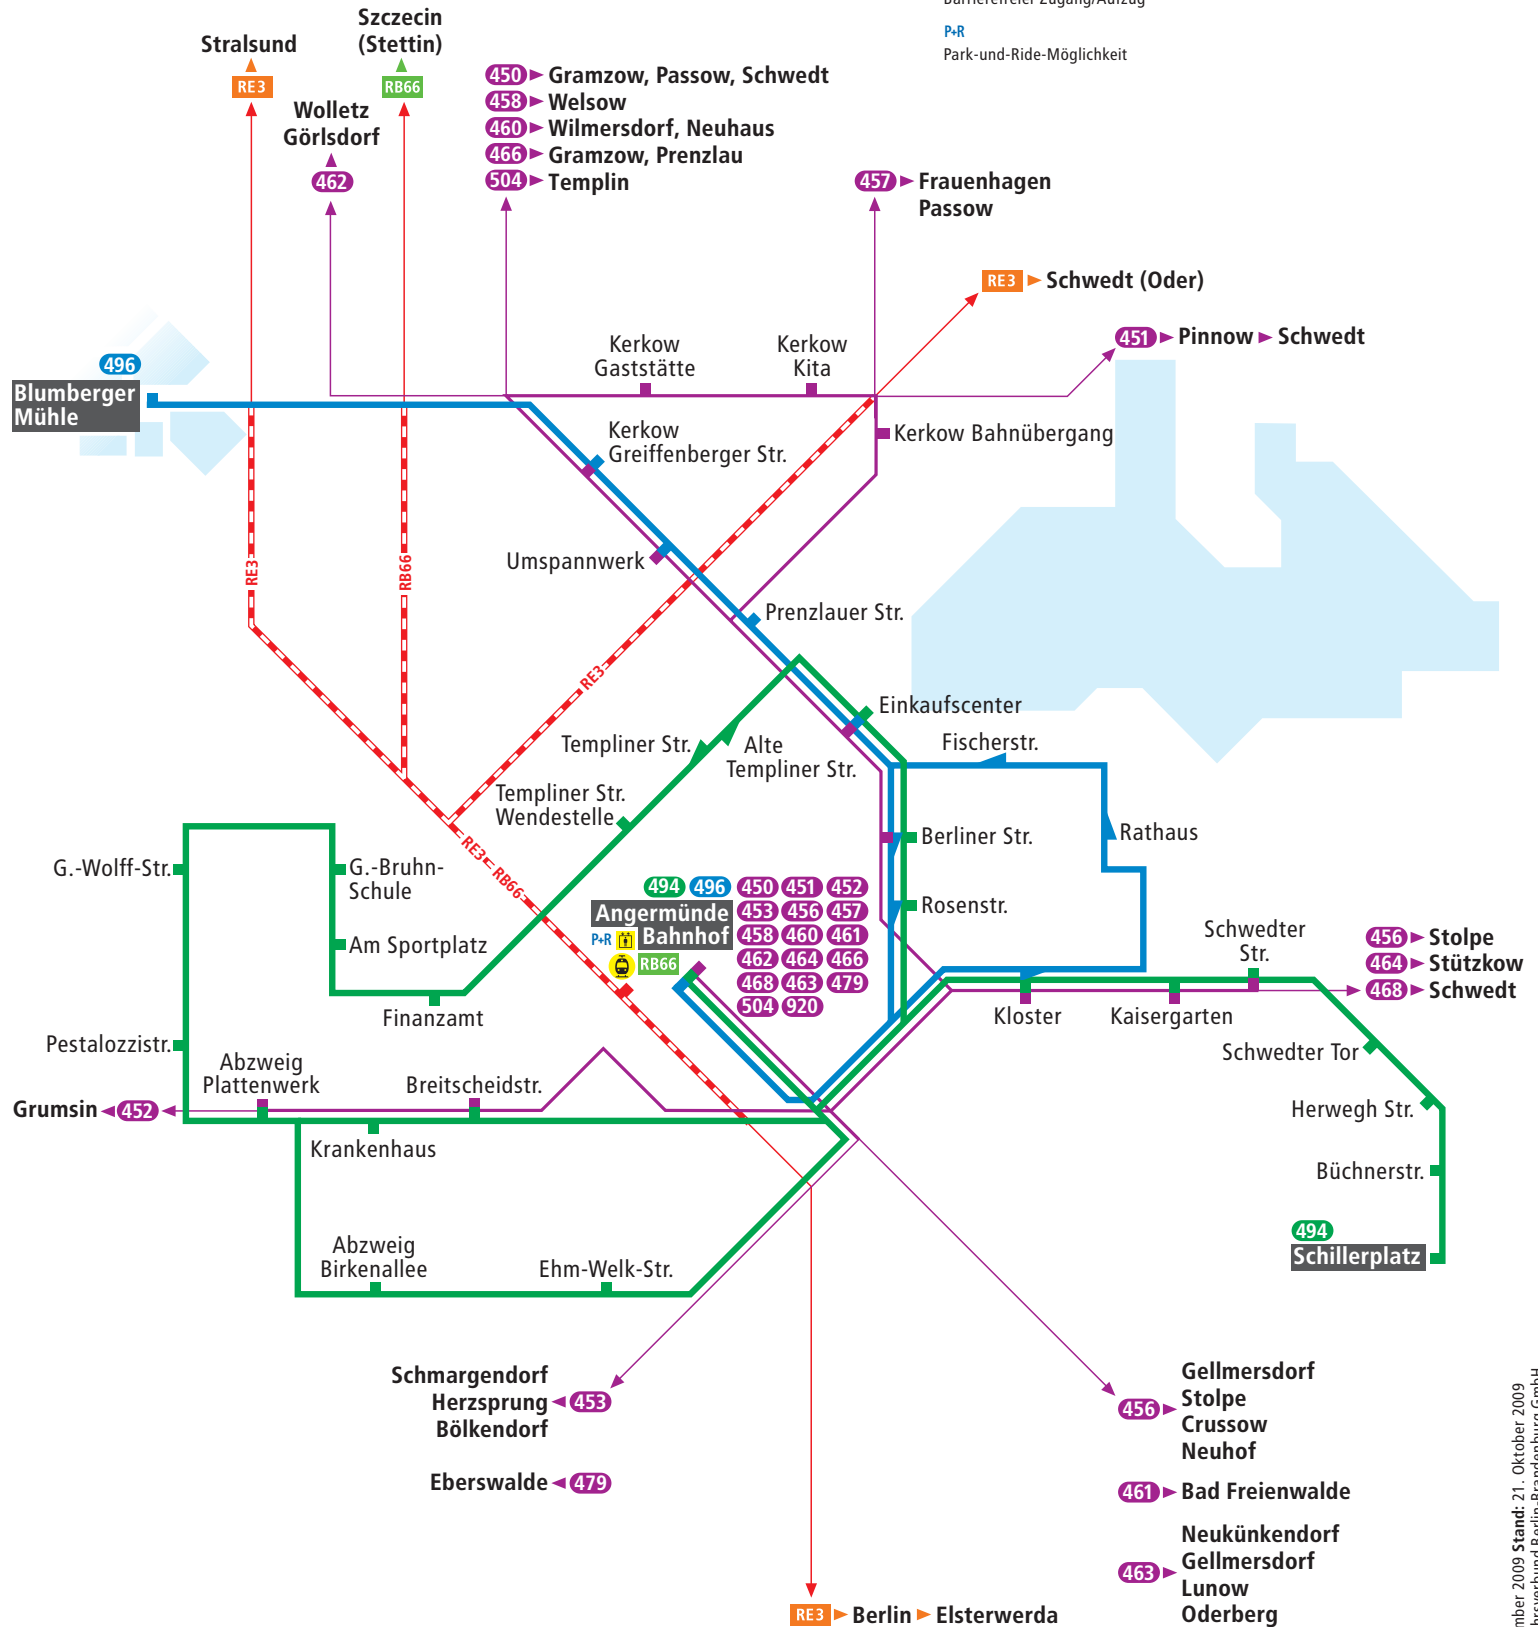 Barrierefreier Zugang/Aufzug
P+R
Park-und-Ride-Möglichkeit
Stralsund
RE3
Szczecin
(Stettin)
RB66
Wolletz
Görlsdorf
462
450 Gramzow, Passow, Schwedt
458 Welsow
460 Wilmersdorf, Neuhaus
466 Gramzow, Prenzlau
504 Templin
457 Frauenhagen
Passow
RE3 Schwedt (Oder)
451 Pinnow Schwedt
496
Blumberger
Mühle
Kerkow
Gaststätte
Kerkow
Kita
Kerkow Bahnübergang
Kerkow
Greiffenberger Str.
Umspannwerk
RE3
RB66
Prenzlauer Str.
RE3
Einkaufscenter
Fischerstr.
Templiner Str.
Alte
Templiner Str.
Templiner Str.
Wendestelle
Berliner Str.
Rathaus
RE3
RB66
G.-Wolff-Str.
G.-Bruhn-
Schule
Am Sportplatz
Finanzamt
494 496 450 451 452
Angermünde 453 456 457
P+R Bahnhof 458 460 461
RB66 462 464 466
468 463 479
504 920
Rosenstr.
Schwedter
Str.
456 Stolpe
464 Stützkow
468 Schwedt
Kloster
Kaisergarten
Schwedter Tor
Herwegh Str.
Büchnerstr.
494
Schillerplatz
Pestalozzistr.
Abzweig
Plattenwerk
Breitscheidstr.
Grumsin 452
Krankenhaus
Abzweig
Birkenallee
Ehm-Welk-Str.
Schmargendorf
Herzsprung 453
Bölkendorf
Eberswalde 479
Gellmersdorf
456 Stolpe
Crussow
Neuhof
461 Bad Freienwalde
Neukünkendorf
463 Gellmersdorf
Lunow
Oderberg
RE3 Berlin Elsterwerda
2009 Stand: 21. Oktober 2009
Berlin-Brandenburg GmbH